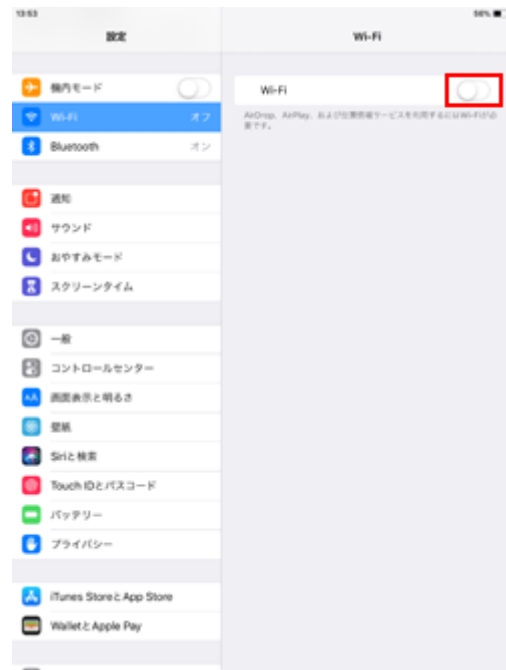 13:53
56%
設定
Wi-Fi
機内モード
Wi-Fi
オフ
Bluetooth
オン
通知
サウンド
おやすみモード
スクリーンタイム
一般
コントロールセンター
AA
画面表示と明るさ
壁紙
Siriと検索
Touch IDとパスコード
バッテリー
プライバシー
iTunes StoreとApp Store
WalletとApple Pay
Wi-Fi
AirDrop、AirPlay、および位置情報サービスを利用するにはWi-Fiが必
要です。